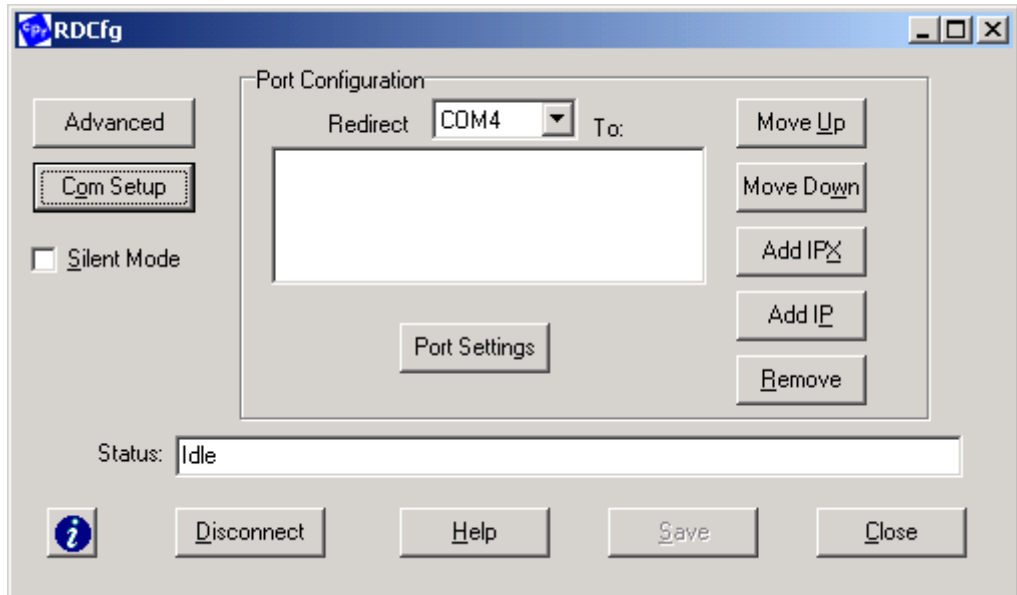 cpr RDCfg
Port Configuration
Advanced
Redirect COM4 To:
Move Up
Com Setup
Move Down
Silent Mode
Add IPX
Add IP
Port Settings
Remove
Status: Idle
i
Disconnect Help Save Close